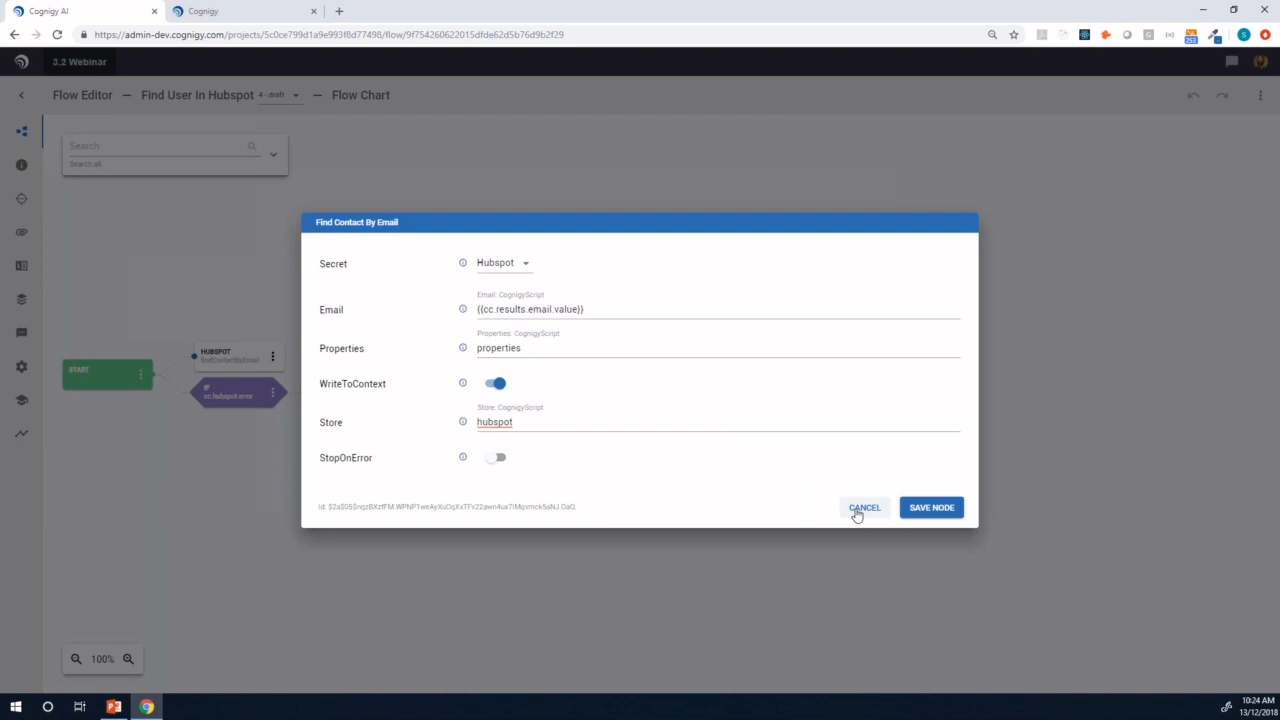 Cognigy AI
Cognigy
https://admin-dev.cognigy.com/projects/5c0ce799d1a9e993f8d77498/flow/9f754260622015dfde62d5b76d9b2f29
3.2 Webinar
Flow Editor — Find User In Hubspot 4 - draft — Flow Chart
Search
Search all
START
HUBSPOT
findContactByEmail
IF
cc.hubspot.error
Find Contact By Email
Secret
Hubspot
Email: CognigyScript
Email
{{cc.results.email.value}}
Properties: CognigyScript
Properties
properties
WriteToContext
Store: CognigyScript
Store
hubspot
StopOnError
CANCEL
SAVE NODE
100%
10:24 AM
13/12/2018